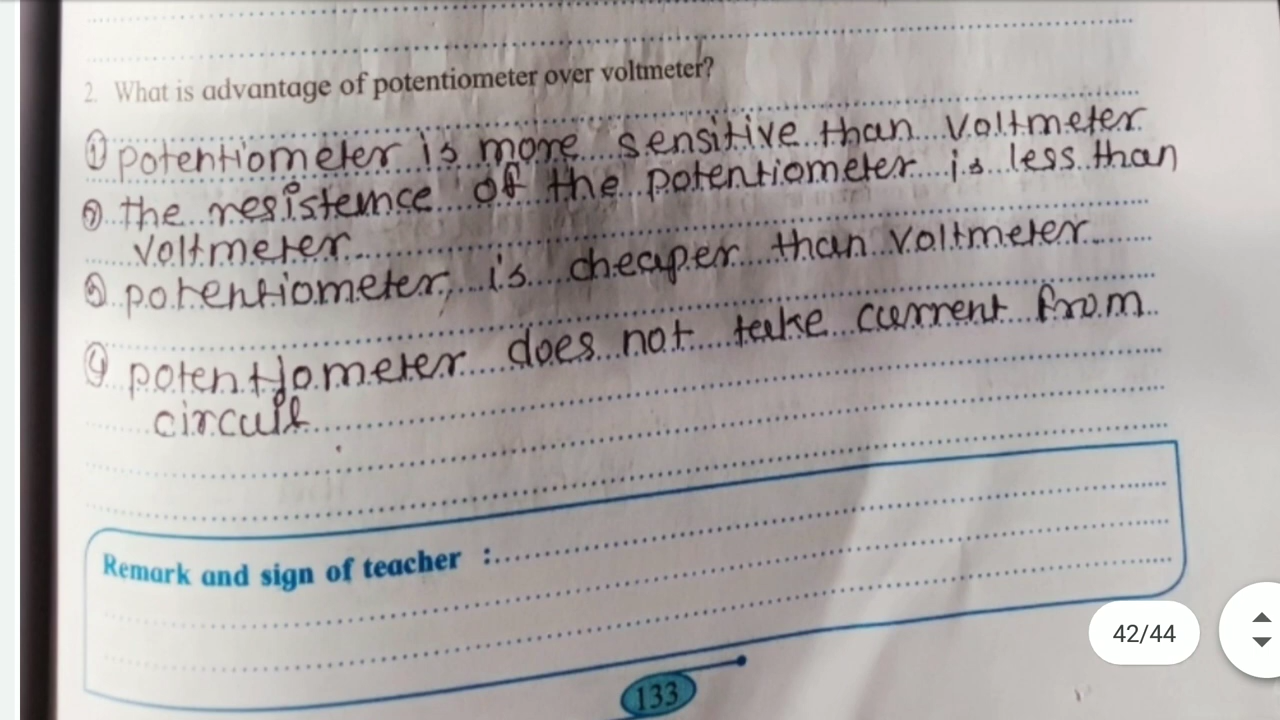 2. What is advantage of potentiometer over voltmeter?
① potentiometer is more sensitive than voltmeter
② the resistence of the potentiometer is less than
voltmeter
③ potentiometer, is cheaper than voltmeter
④ potentiometer does not take current from
circuit
Remark and sign of teacher :
133
42/44